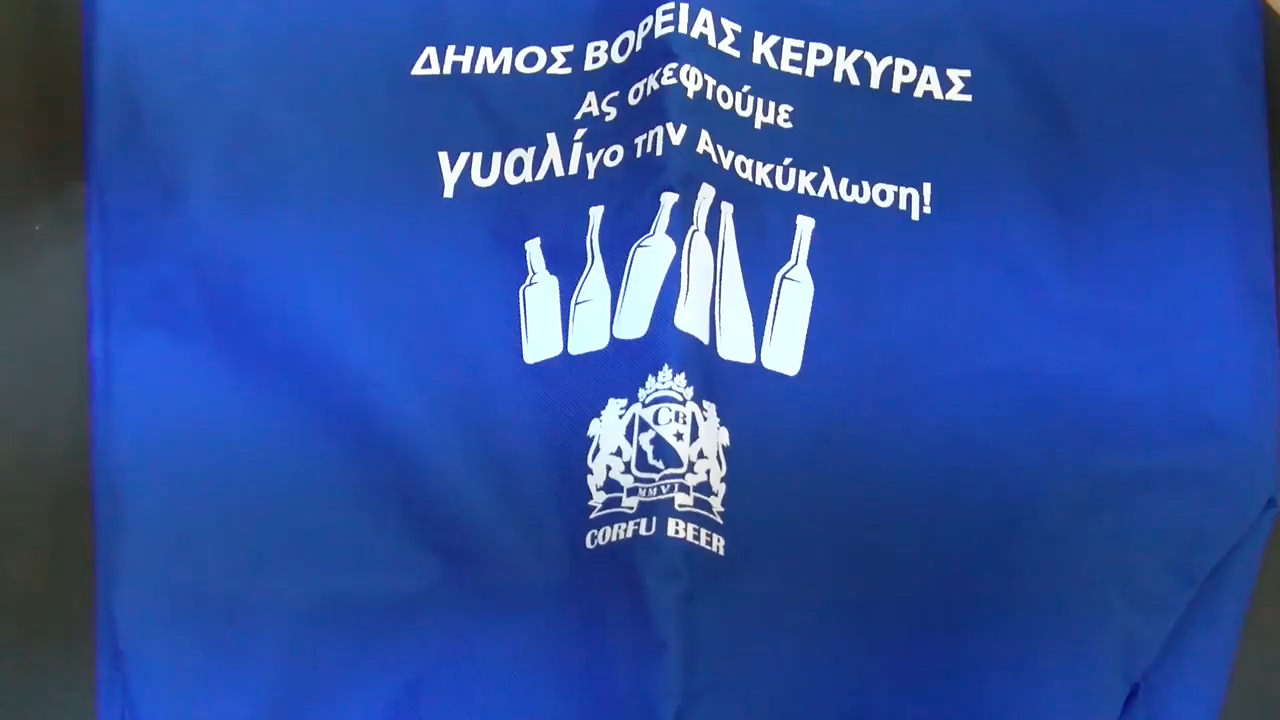 ΔΗΜΟΣ ΒΟΡΕΙΑΣ ΚΕΡΚΥΡΑΣ
Ας σκεφτούμε
γυαλίγο την Ανακύκλωση!
CB
MMVI
CORFU BEER